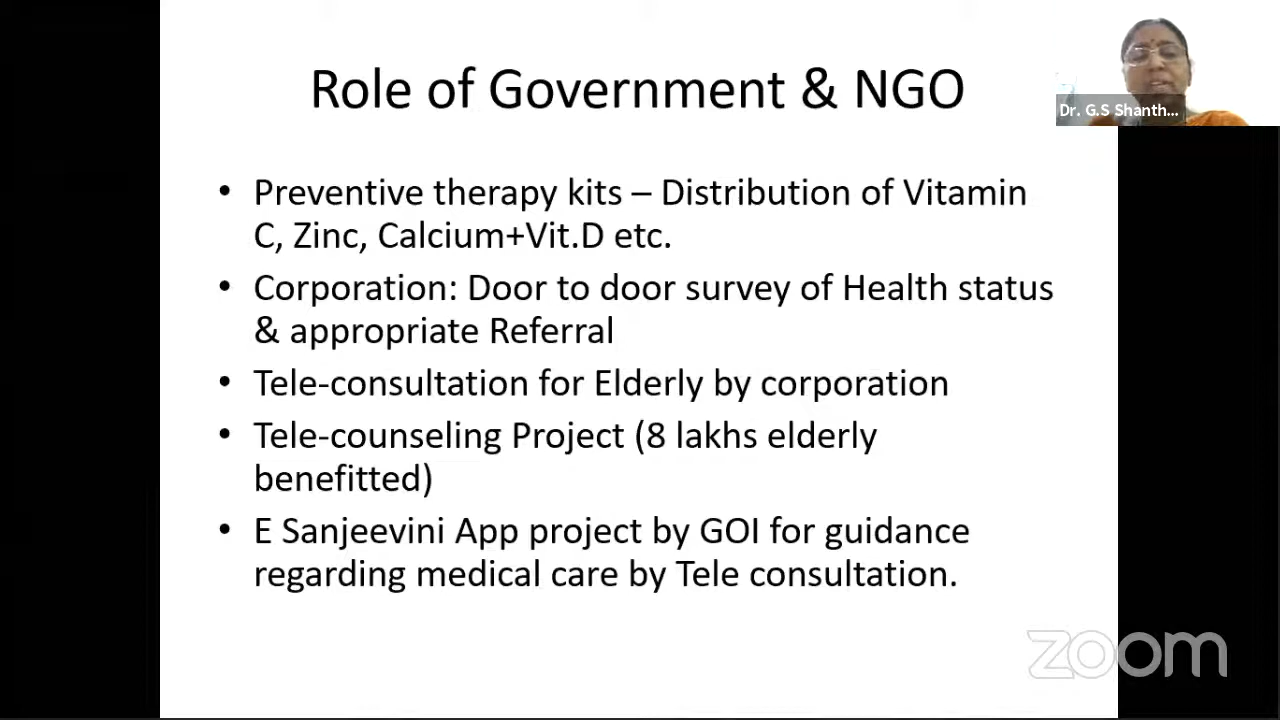 Role of Government & NGO
Dr. G.S Shanth...
• Preventive therapy kits – Distribution of Vitamin
C, Zinc, Calcium+Vit.D etc.
• Corporation: Door to door survey of Health status
& appropriate Referral
• Tele-consultation for Elderly by corporation
• Tele-counseling Project (8 lakhs elderly
benefitted)
• E Sanjeevini App project by GOI for guidance
regarding medical care by Tele consultation.
zoom